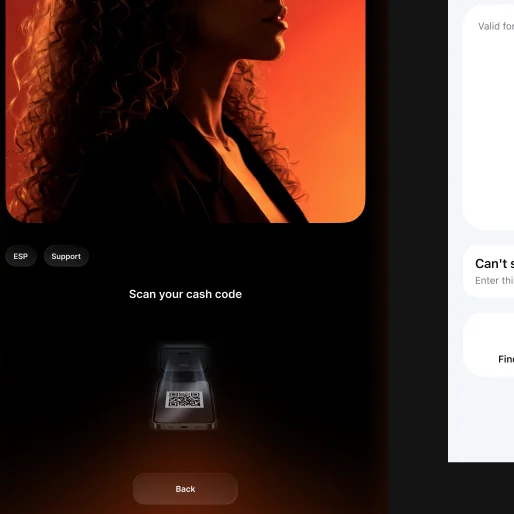 ESP
Support
Scan your cash code
Back
Valid for
Can't s
Enter thi
Fin